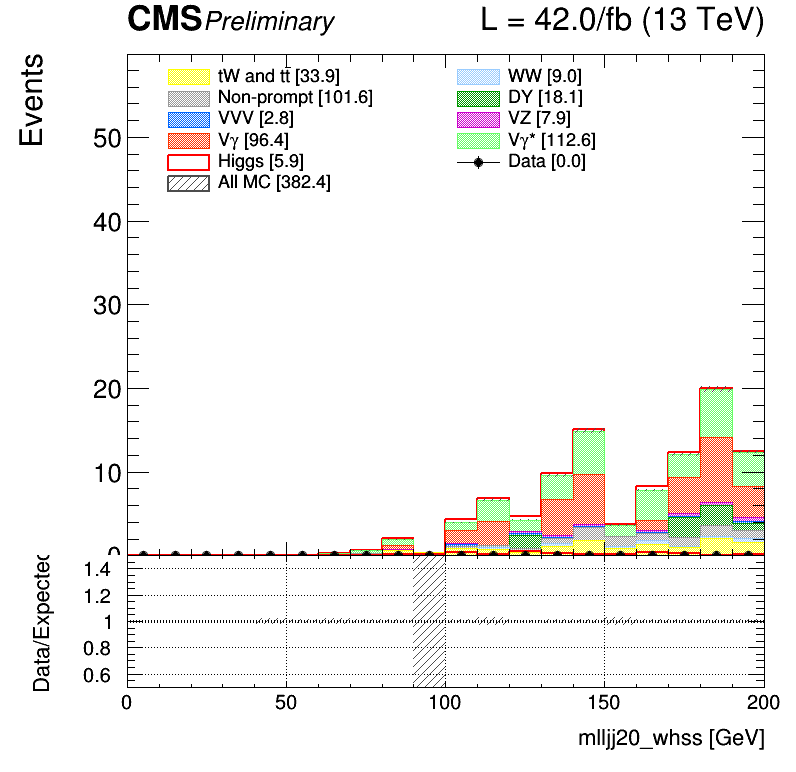 CMS Preliminary L = 42.0/fb (13 TeV)
Events
tW and tt̄ [33.9] WW [9.0]
Non-prompt [101.6] DY [18.1]
VVV [2.8] VZ [7.9]
Vγ [96.4] Vγ* [112.6]
Higgs [5.9] Data [0.0]
All MC [382.4]
50
40
30
20
10
0
Data/Expected
1.4
1.2
1
0.8
0.6
0 50 100 150 200
mlljj20_whss [GeV]